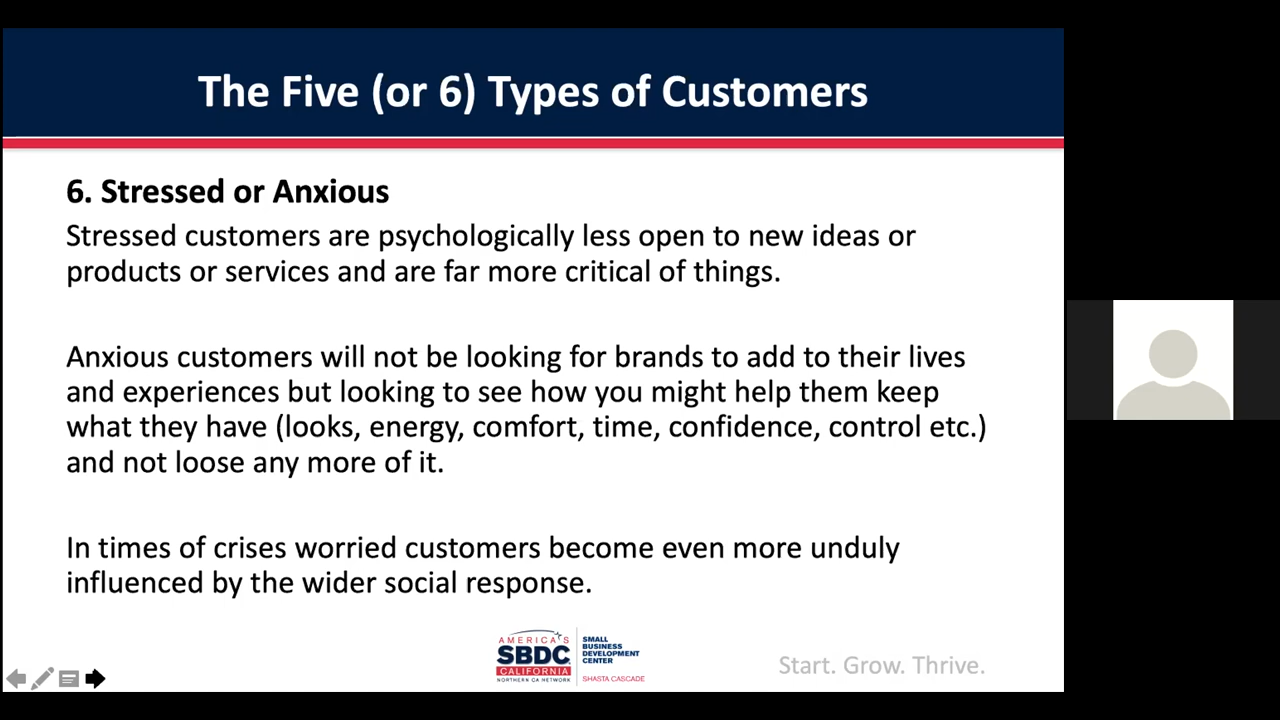 The Five (or 6) Types of Customers
6. Stressed or Anxious
Stressed customers are psychologically less open to new ideas or
products or services and are far more critical of things.
Anxious customers will not be looking for brands to add to their lives
and experiences but looking to see how you might help them keep
what they have (looks, energy, comfort, time, confidence, control etc.)
and not loose any more of it.
In times of crises worried customers become even more unduly
influenced by the wider social response.
AMERICA'S
SBDC
CALIFORNIA
NORTHERN CA NETWORK
SMALL
BUSINESS
DEVELOPMENT
CENTER
SHASTA CASCADE
Start. Grow. Thrive.